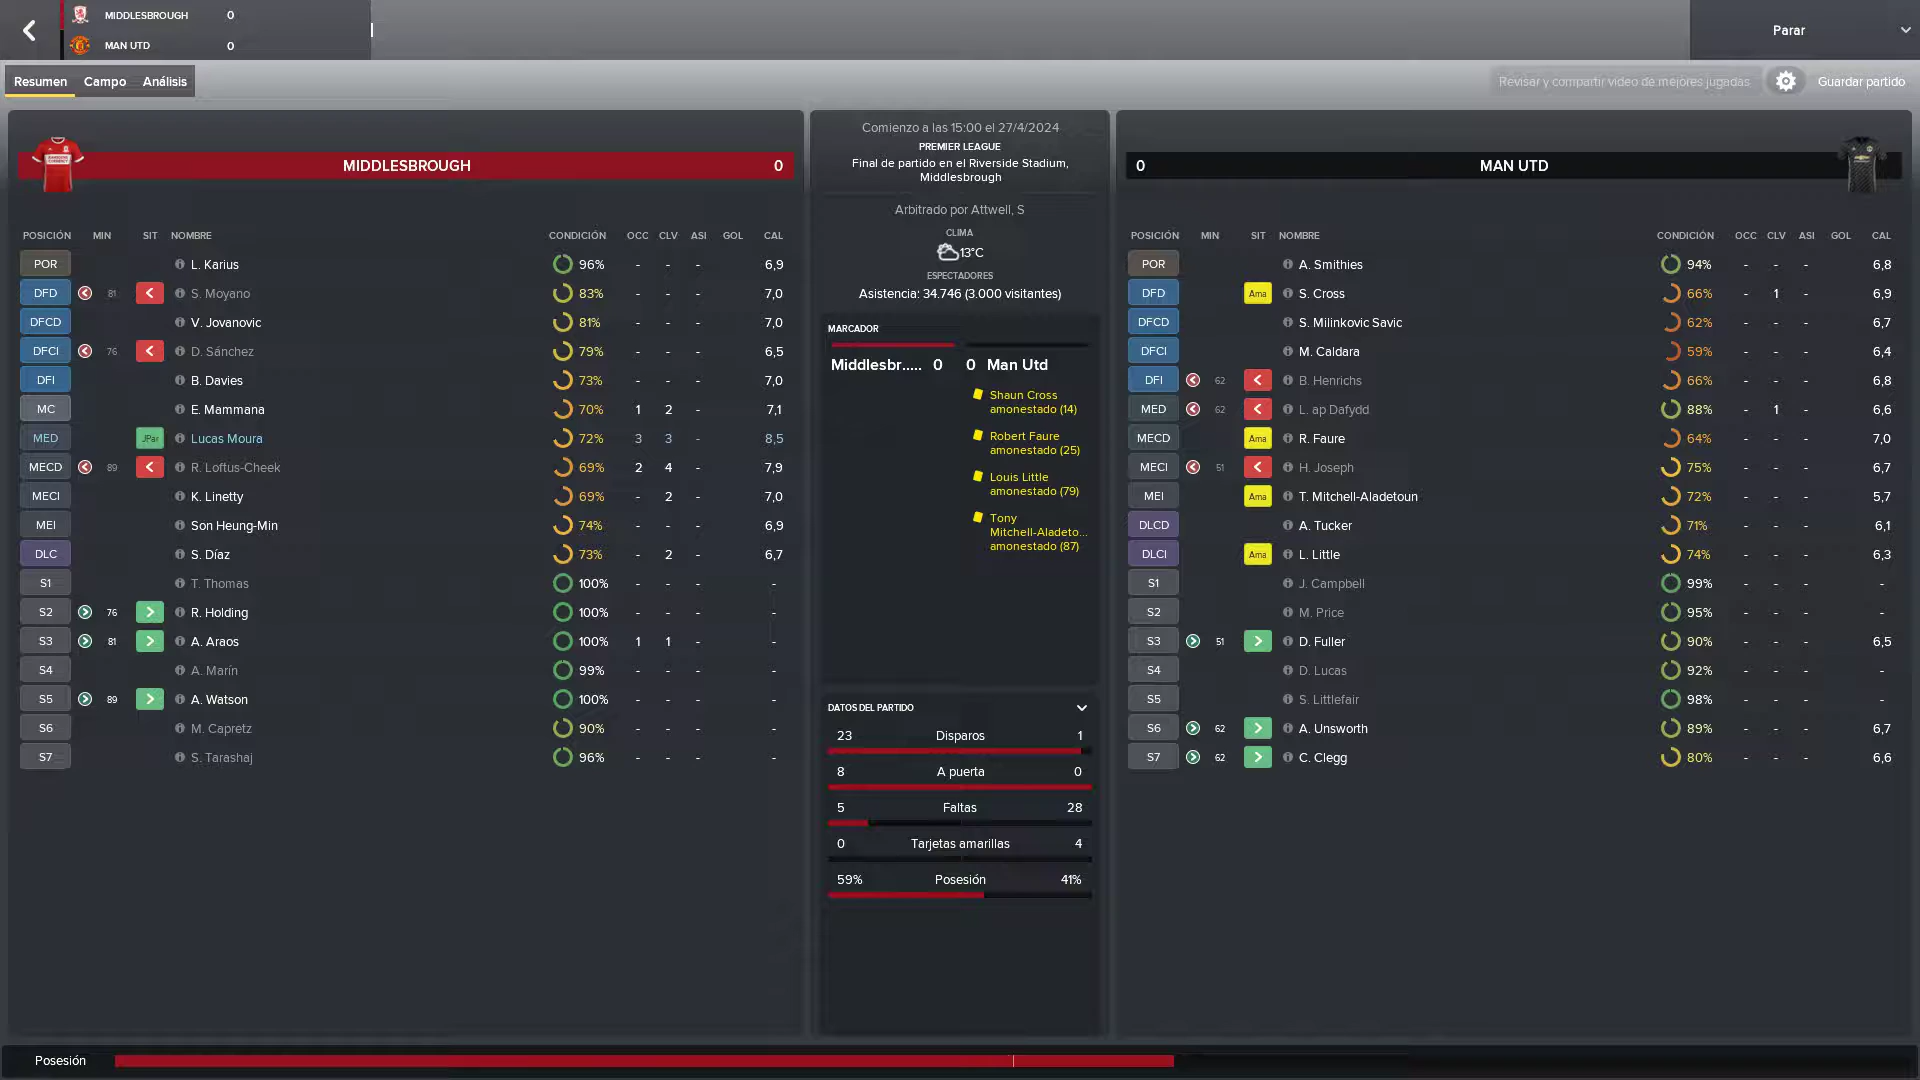 MIDDLESBROUGH 0
MAN UTD 0
Parar
Resumen Campo Análisis
Revisar y compartir video de mejores jugadas Guardar partido
MIDDLESBROUGH 0
POSICIÓN MIN SIT NOMBRE CONDICIÓN OCC CLV ASI GOL CAL
POR L. Karius 96% - - - 6,9
DFD 81 S. Moyano 83% - - - 7,0
DFCD V. Jovanovic 81% - - - 7,0
DFCI 76 D. Sánchez 79% - - - 6,5
DFI B. Davies 73% - - - 7,0
MC E. Mammana 70% 1 2 - 7,1
MED JPar Lucas Moura 72% 3 3 - 8,5
MECD 89 R. Loftus-Cheek 69% 2 4 - 7,9
MECI K. Linetty 69% - 2 - 7,0
MEI Son Heung-Min 74% - - - 6,9
DLC S. Díaz 73% - 2 - 6,7
S1 T. Thomas 100% - - - -
S2 76 R. Holding 100% - - - -
S3 81 A. Araos 100% 1 1 - -
S4 A. Marín 99% - - - -
S5 89 A. Watson 100% - - - -
S6 M. Capretz 90% - - - -
S7 S. Tarashaj 96% - - - -
Comienzo a las 15:00 el 27/4/2024
PREMIER LEAGUE
Final de partido en el Riverside Stadium,
Middlesbrough
Arbitrado por Attwell, S
CLIMA
13°C
ESPECTADORES
Asistencia: 34.746 (3.000 visitantes)
MARCADOR
Middlesbr..... 0 0 Man Utd
Shaun Cross
amonestado (14)
Robert Faure
amonestado (25)
Louis Little
amonestado (79)
Tony
Mitchell-Aladeto...
amonestado (87)
DATOS DEL PARTIDO
23 Disparos 1
8 A puerta 0
5 Faltas 28
0 Tarjetas amarillas 4
59% Posesión 41%
0 MAN UTD
POSICIÓN MIN SIT NOMBRE CONDICIÓN OCC CLV ASI GOL CAL
POR A. Smithies 94% - - - 6,8
DFD Ama S. Cross 66% - 1 - 6,9
DFCD S. Milinkovic Savic 62% - - - 6,7
DFCI M. Caldara 59% - - - 6,4
DFI 62 B. Henrichs 66% - - - 6,8
MED 62 L. ap Dafydd 88% - 1 - 6,6
MECD Ama R. Faure 64% - - - 7,0
MECI 51 H. Joseph 75% - - - 6,7
MEI Ama T. Mitchell-Aladetoun 72% - - - 5,7
DLCD A. Tucker 71% - - - 6,1
DLCI Ama L. Little 74% - - - 6,3
S1 J. Campbell 99% - - - -
S2 M. Price 95% - - - -
S3 51 D. Fuller 90% - - - 6,5
S4 D. Lucas 92% - - - -
S5 S. Littlefair 98% - - - -
S6 62 A. Unsworth 89% - - - 6,7
S7 62 C. Clegg 80% - - - 6,6
Posesión